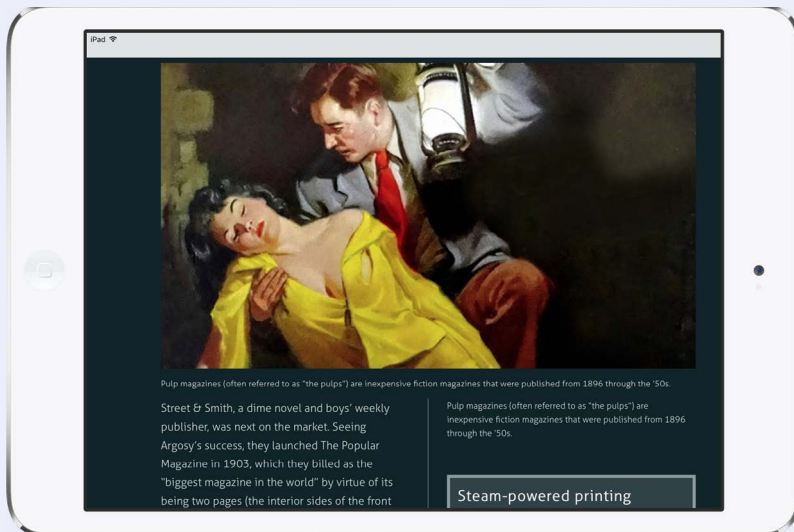 iPad
Pulp magazines (often referred to as "the pulps") are inexpensive fiction magazines that were published from 1896 through the '50s.
Street & Smith, a dime novel and boys' weekly
publisher, was next on the market. Seeing
Argosy's success, they launched The Popular
Magazine in 1903, which they billed as the
"biggest magazine in the world" by virtue of its
being two pages (the interior sides of the front
Pulp magazines (often referred to as "the pulps") are
inexpensive fiction magazines that were published from 1896
through the '50s.
Steam-powered printing